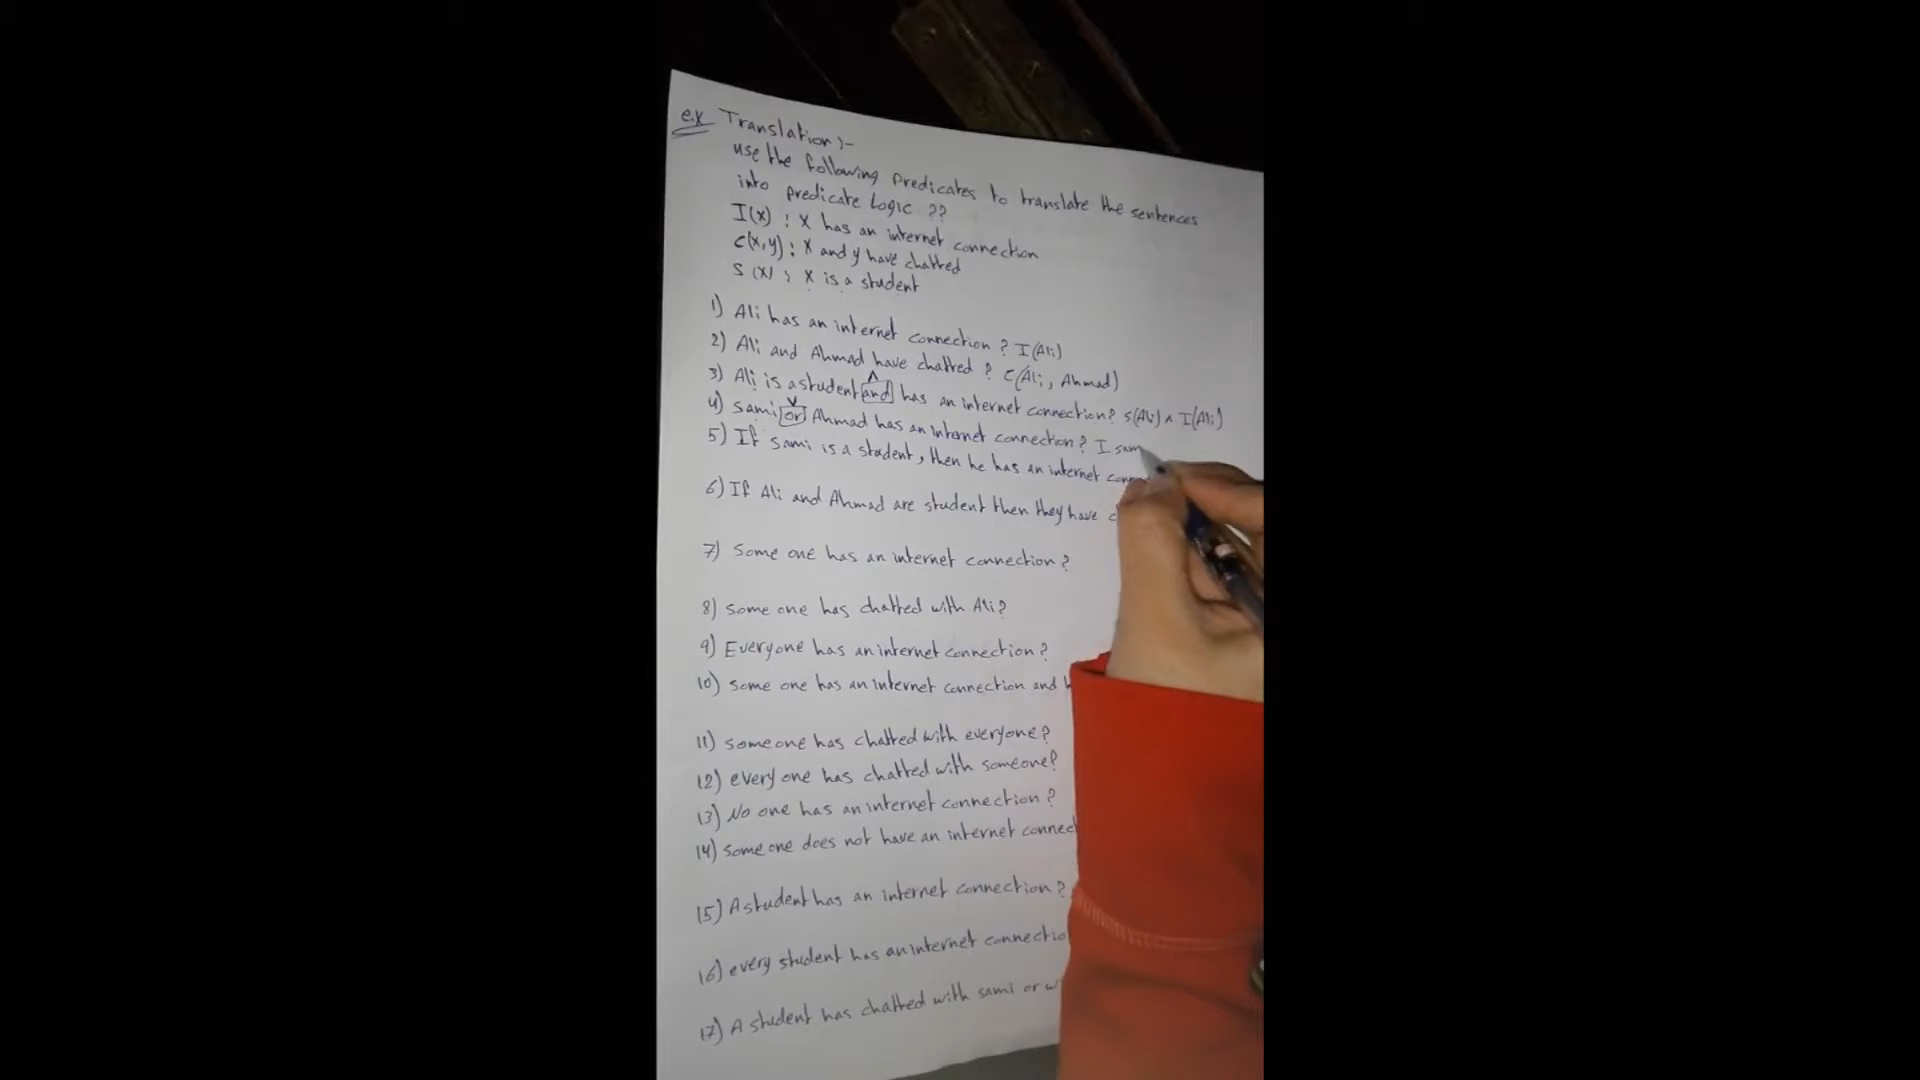 e.x Translation :-
use the following predicates to translate the sentences
into predicate logic ??
I(x) : x has an internet connection
C(x,y) : x and y have chatted
S(x) : x is a student
1) Ali has an internet connection ? I(Ali)
2) Ali and Ahmad have chatted ? C(Ali, Ahmad)
∧
3) Ali is a student and has an internet connection? S(Ali) ∧ I(Ali)
∨
4) Sami or Ahmad has an internet connection? I sam
5) If sami is a student, then he has an internet
6) If Ali and Ahmad are student then they have
7) Some one has an internet connection?
8) some one has chatted with Ali?
9) Everyone has an internet connection?
10) some one has an internet connection and
11) someone has chatted with everyone?
12) every one has chatted with someone?
13) No one has an internet connection?
14) some one does not have an internet connec
15) A student has an internet connection?
16) every student has an internet connectio
17) A student has chatted with sami or w